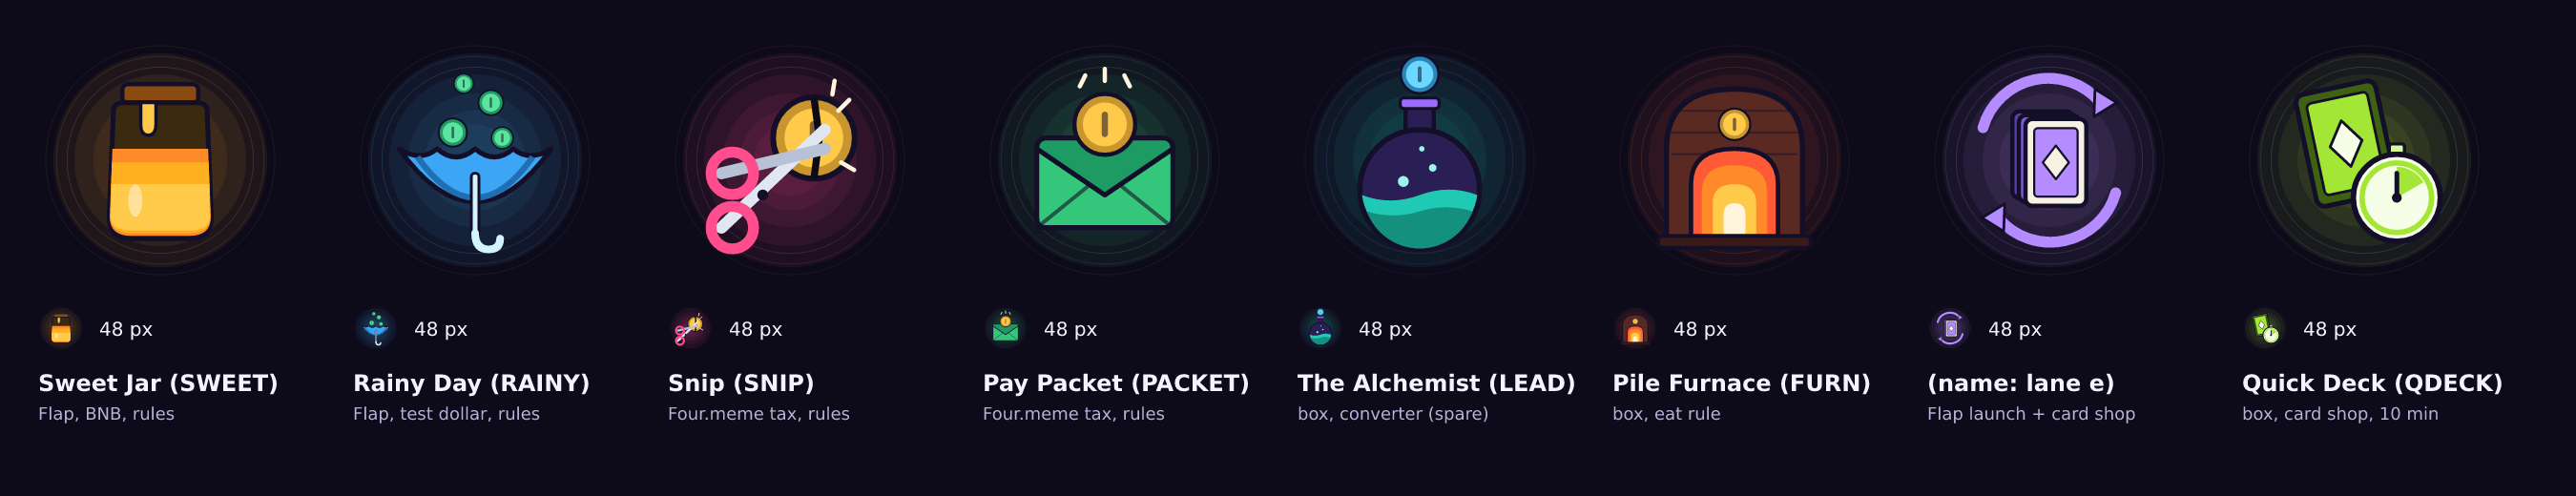 48 px
48 px
48 px
48 px
48 px
48 px
48 px
48 px
Sweet Jar (SWEET)
Flap, BNB, rules
Rainy Day (RAINY)
Flap, test dollar, rules
Snip (SNIP)
Four.meme tax, rules
Pay Packet (PACKET)
Four.meme tax, rules
The Alchemist (LEAD)
box, converter (spare)
Pile Furnace (FURN)
box, eat rule
(name: lane e)
Flap launch + card shop
Quick Deck (QDECK)
box, card shop, 10 min